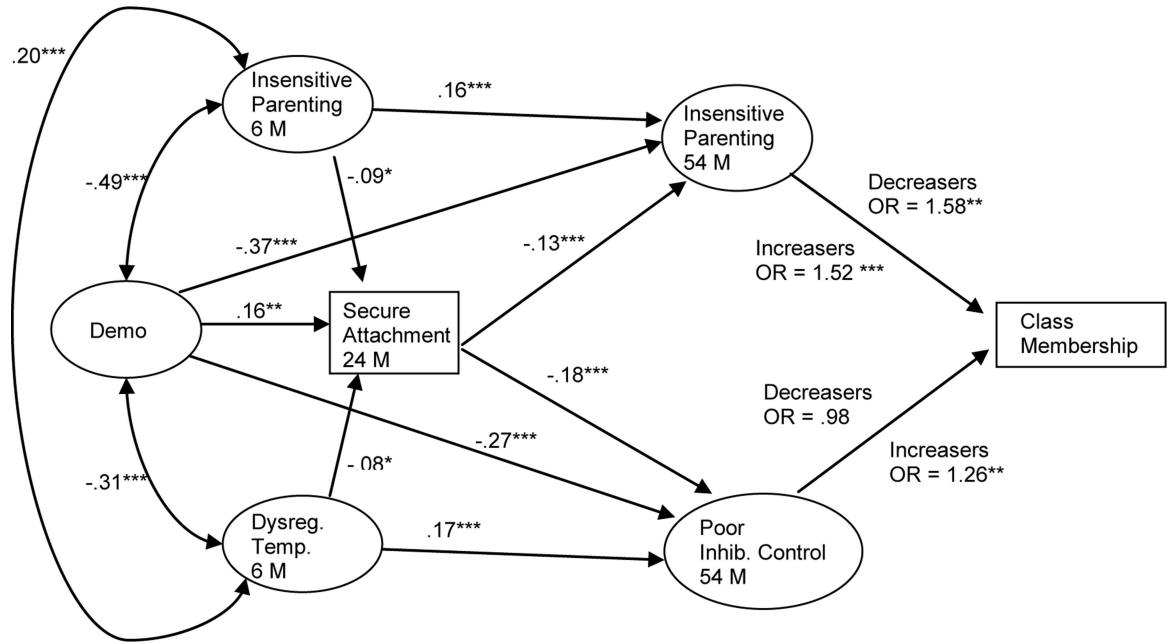 .20***
Insensitive
Parenting
6 M
.16***
Insensitive
Parenting
54 M
-.49***
-.09*
Decreasers
OR = 1.58**
-.37***
-.13***
Increasers
OR = 1.52 ***
Demo
.16**
Secure
Attachment
24 M
Class
Membership
-.18***
Decreasers
OR = .98
-.27***
Increasers
OR = 1.26**
-.31***
-.08*
Dysreg.
Temp.
6 M
.17***
Poor
Inhib. Control
54 M